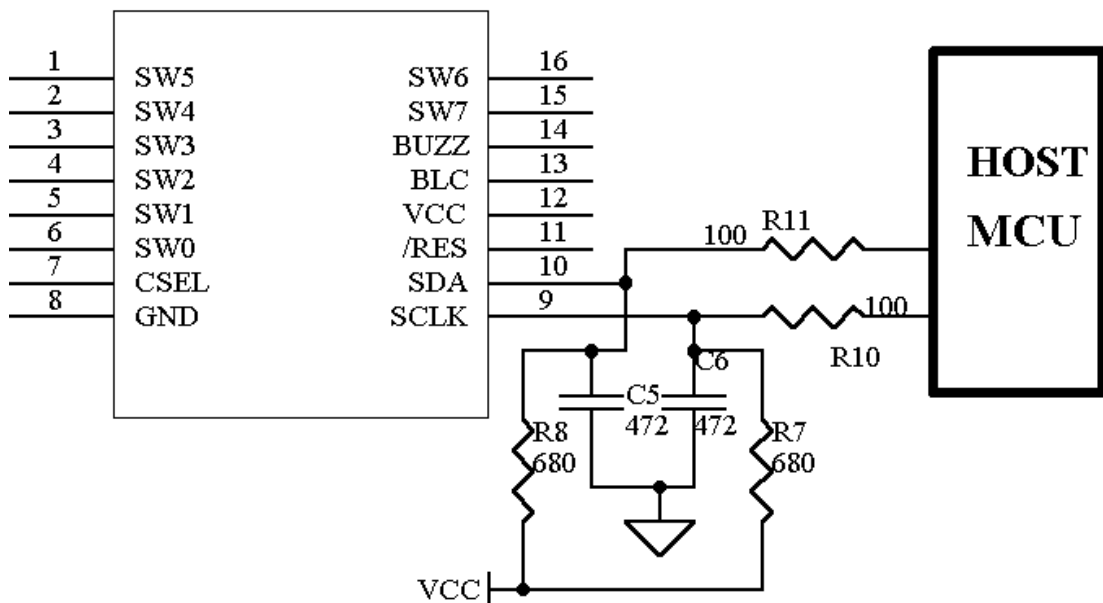 1 SW5 SW6 16
2 SW4 SW7 15
3 SW3 BUZZ 14
4 SW2 BLC 13
5 SW1 VCC 12
6 SW0 /RES 11
7 CSEL SDA 10
8 GND SCLK 9
100 R11
100
R10
HOST
MCU
C6
C5
472
472
R8
680
R7
680
VCC